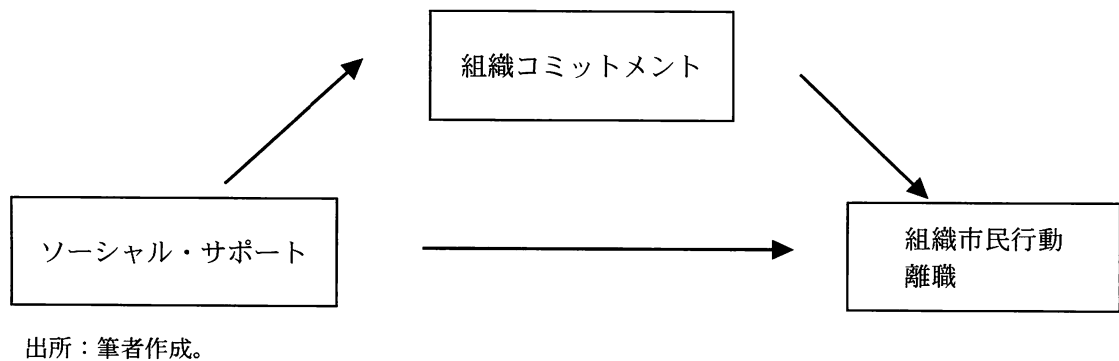 組織コミットメント
ソーシャル・サポート
組織市民行動
離職
出所：筆者作成。